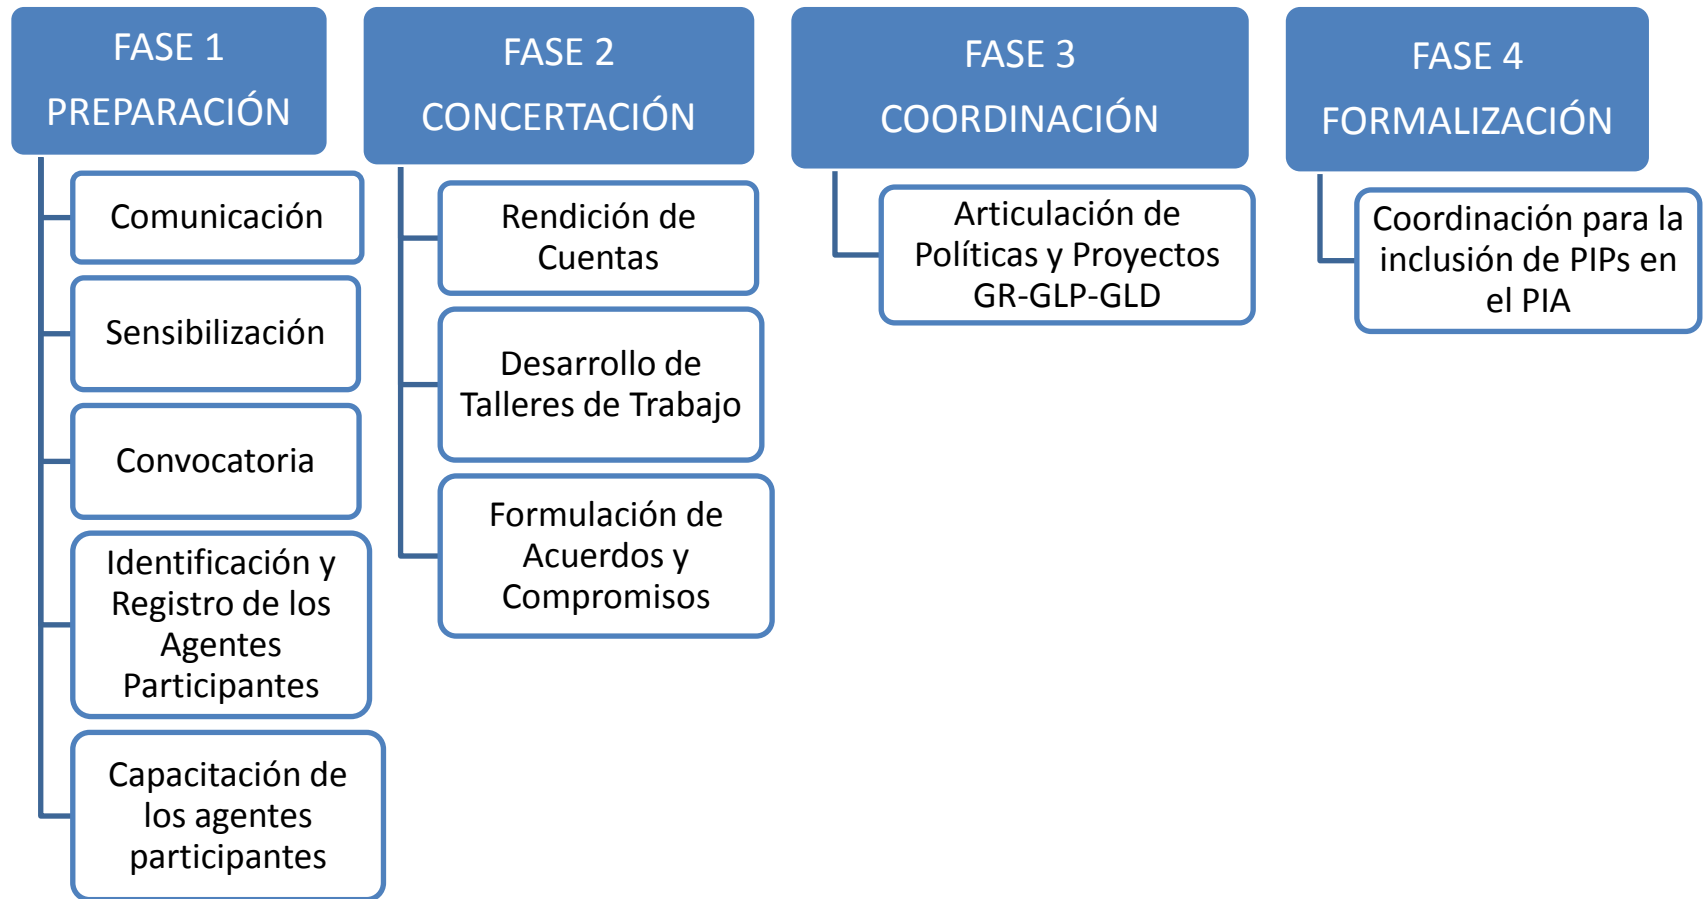 FASE 1
PREPARACIÓN
Comunicación
Sensibilización
Convocatoria
Identificación y
Registro de los
Agentes
Participantes
Capacitación de
los agentes
participantes
FASE 2
CONCERTACIÓN
Rendición de
Cuentas
Desarrollo de
Talleres de Trabajo
Formulación de
Acuerdos y
Compromisos
FASE 3
COORDINACIÓN
Articulación de
Políticas y Proyectos
GR-GLP-GLD
FASE 4
FORMALIZACIÓN
Coordinación para la
inclusión de PIPs en
el PIA